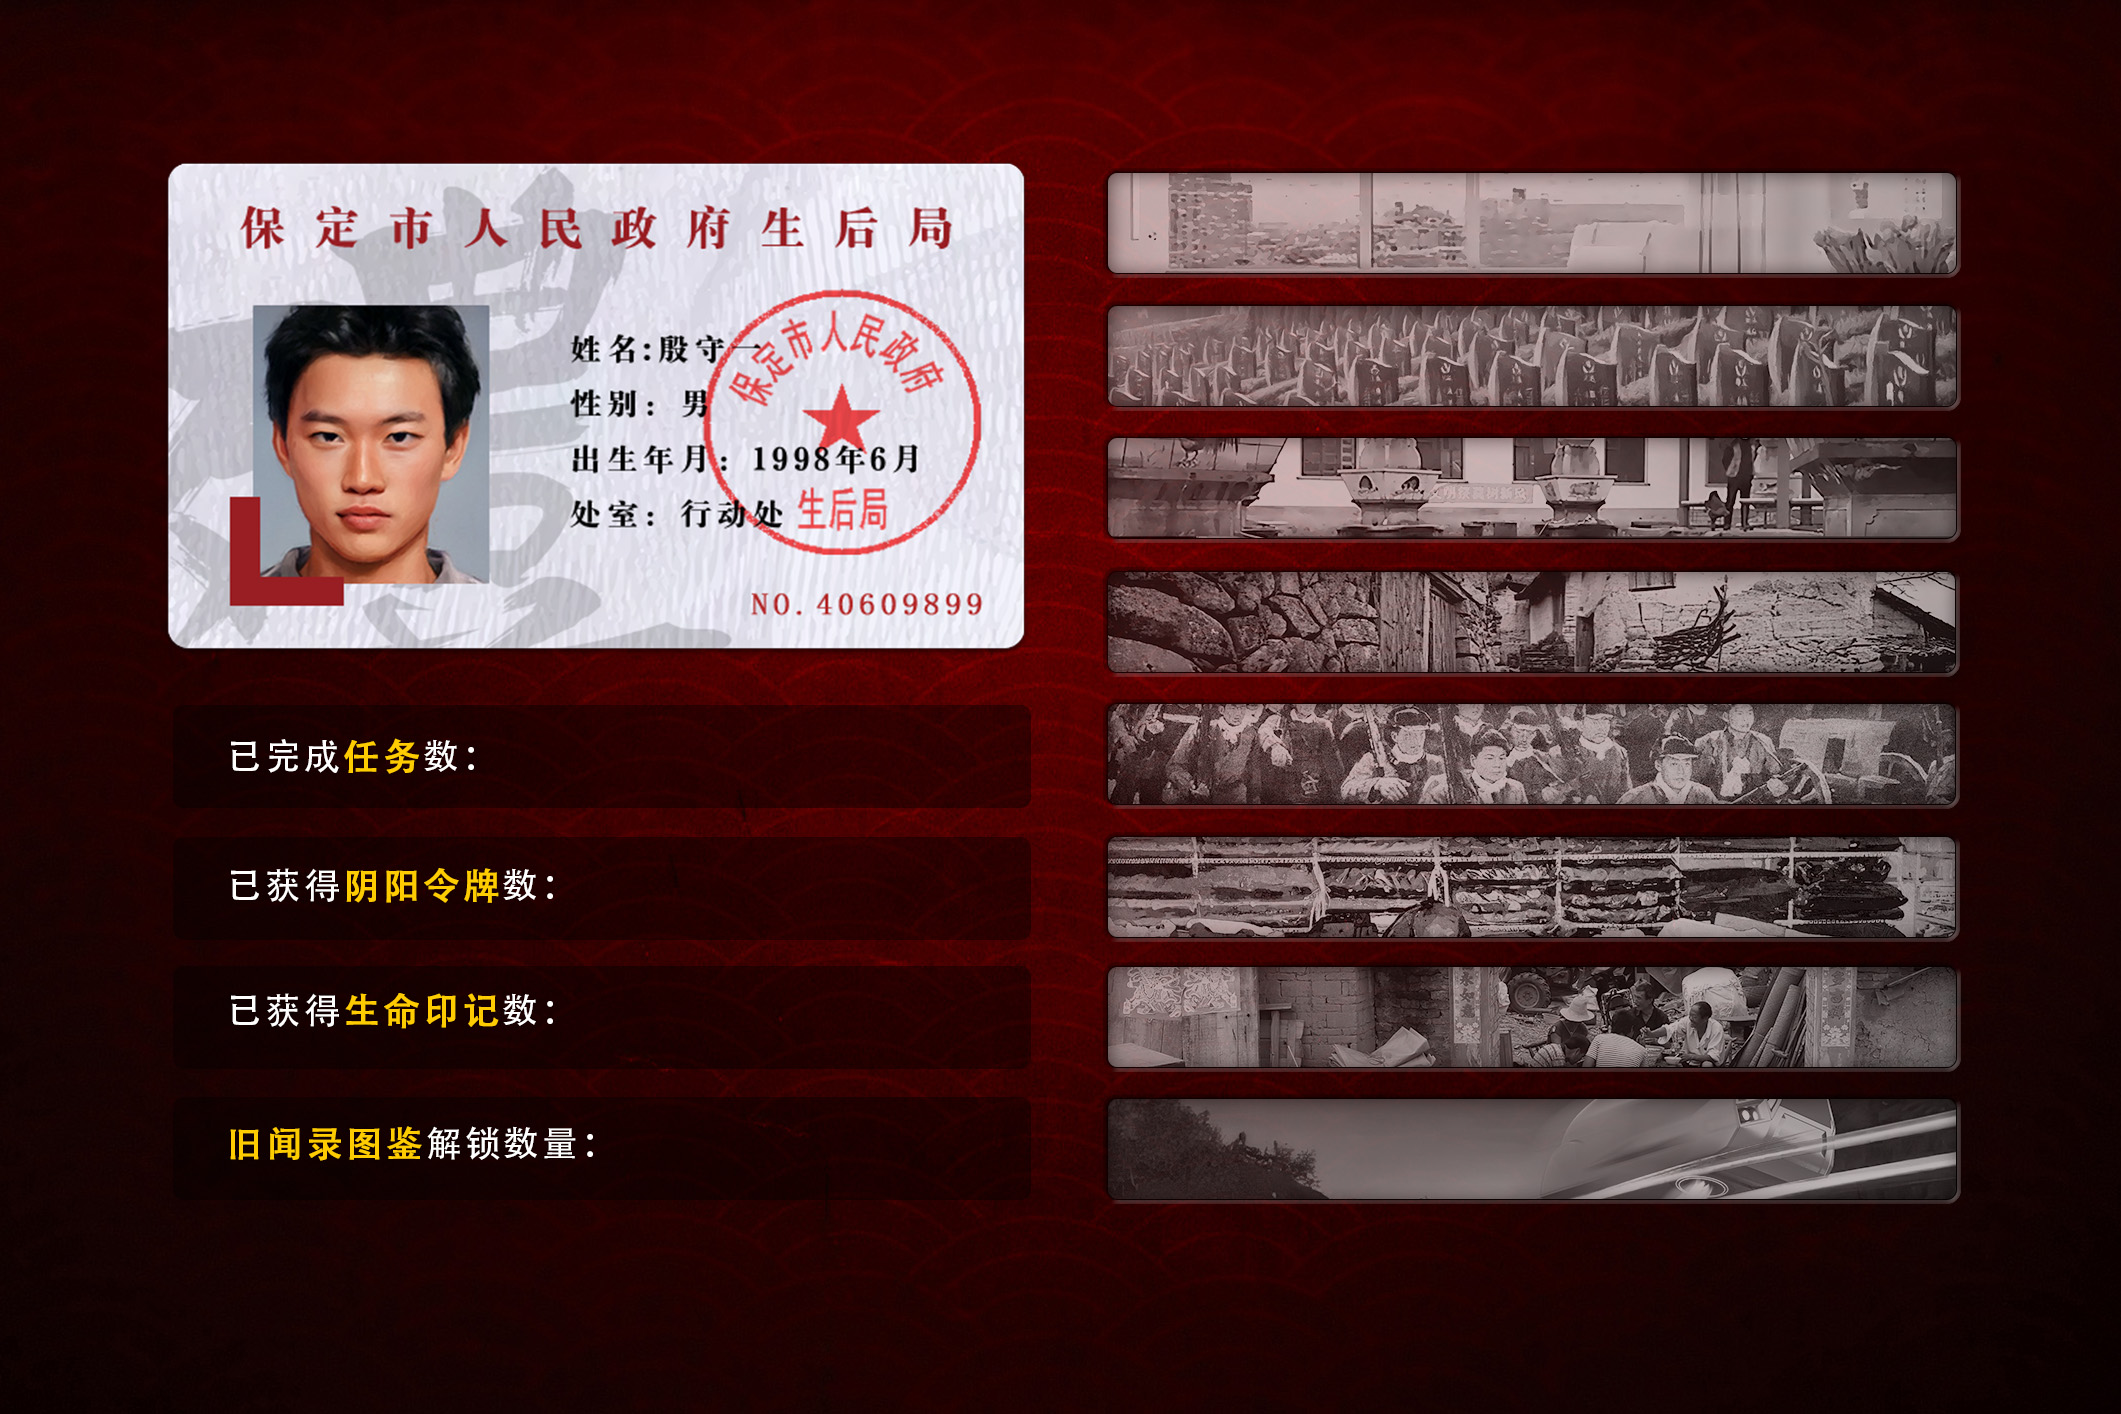 保定市人民政府生后局
姓名:殷守一
性别：男
出生年月：1998年6月
处室：行动处
保定市人民政府
生后局
NO.40609899
已完成任务数：
已获得阴阳令牌数：
已获得生命印记数：
旧闻录图鉴解锁数量：